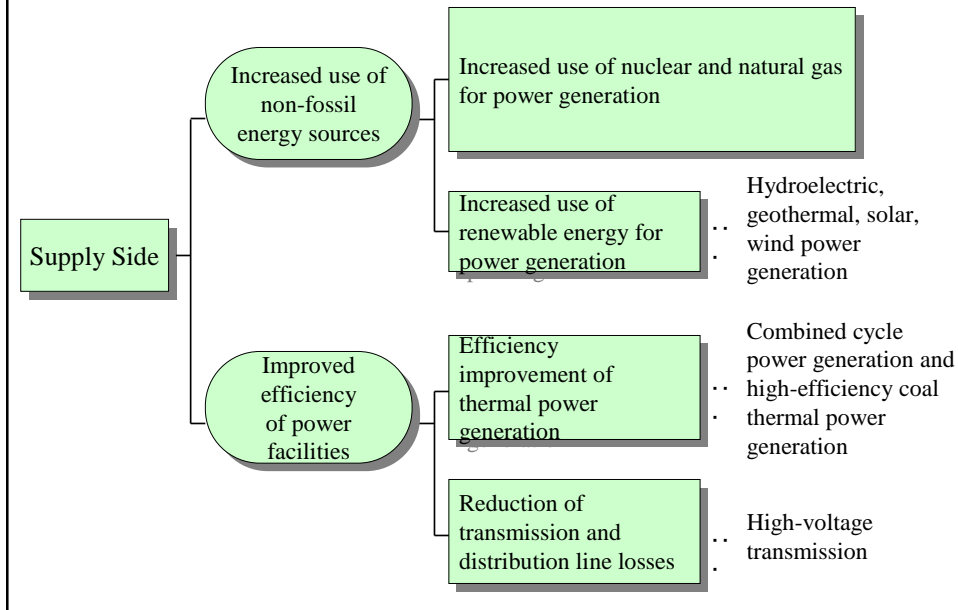 Supply Side
Increased use of
non-fossil
energy sources
Increased use of nuclear and natural gas
for power generation
Increased use of
renewable energy for
power generation
Hydroelectric,
geothermal, solar,
wind power
generation
Improved
efficiency
of power
facilities
Efficiency
improvement of
thermal power
generation
Combined cycle
power generation and
high-efficiency coal
thermal power
generation
Reduction of
transmission and
distribution line losses
High-voltage
transmission